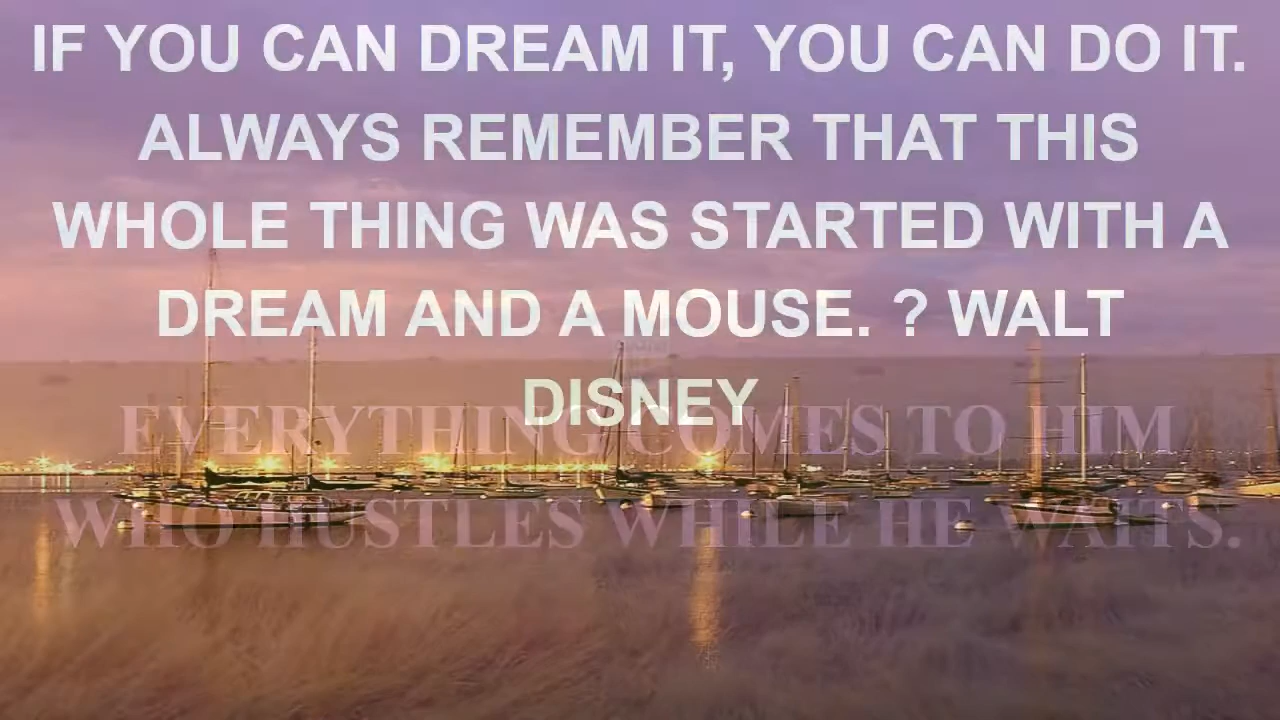 IF YOU CAN DREAM IT, YOU CAN DO IT.
ALWAYS REMEMBER THAT THIS
WHOLE THING WAS STARTED WITH A
DREAM AND A MOUSE. ? WALT
DISNEY
EVERYTHING COMES TO HIM
WHO HUSTLES WHILE HE WAITS.